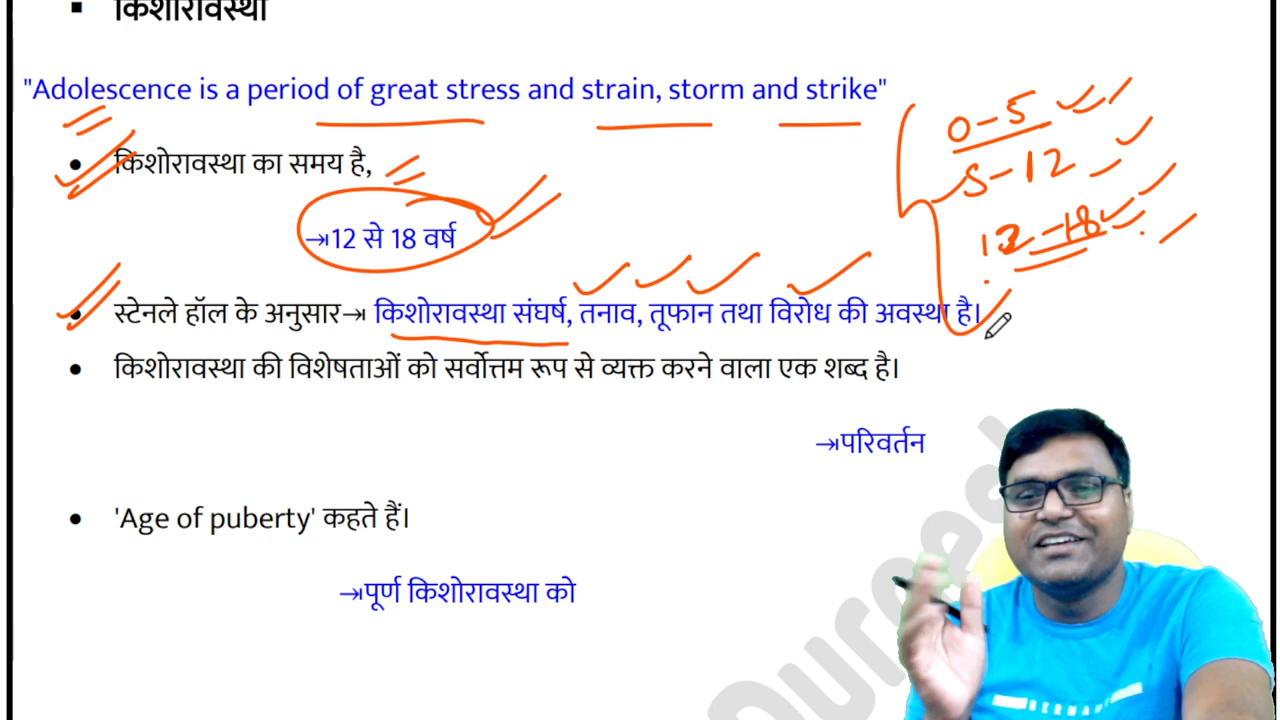 ▪ किशोरावस्था
"Adolescence is a period of great stress and strain, storm and strike"
0-5
• किशोरावस्था का समय है,
5-12
⇥12 से 18 वर्ष
12-18
• स्टेनले हॉल के अनुसार⇥ किशोरावस्था संघर्ष, तनाव, तूफान तथा विरोध की अवस्था है।
• किशोरावस्था की विशेषताओं को सर्वोत्तम रूप से व्यक्त करने वाला एक शब्द है।
⇥परिवर्तन
• 'Age of puberty' कहते हैं।
⇥पूर्ण किशोरावस्था को